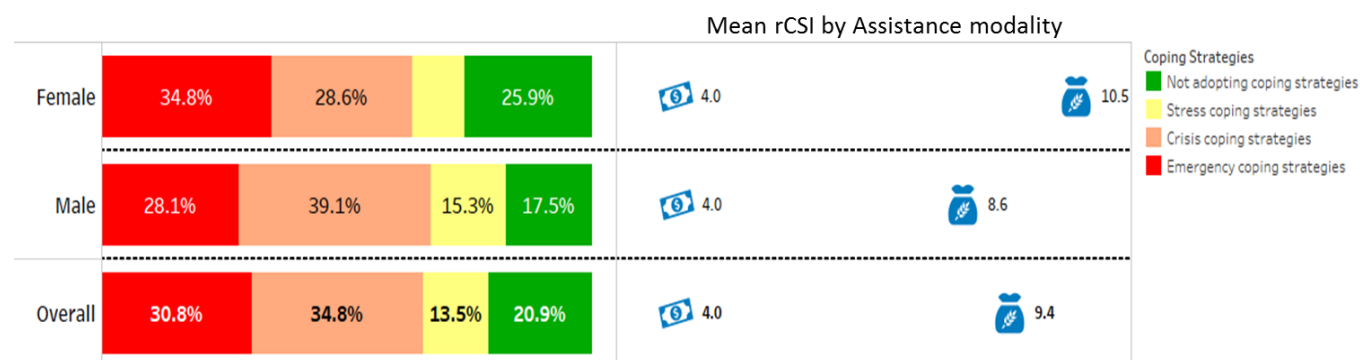 Mean rCSI by Assistance modality
Coping Strategies
Not adopting coping strategies
Stress coping strategies
Crisis coping strategies
Emergency coping strategies
Female 34.8% 28.6% 25.9% 4.0 10.5
Male 28.1% 39.1% 15.3% 17.5% 4.0 8.6
Overall 30.8% 34.8% 13.5% 20.9% 4.0 9.4